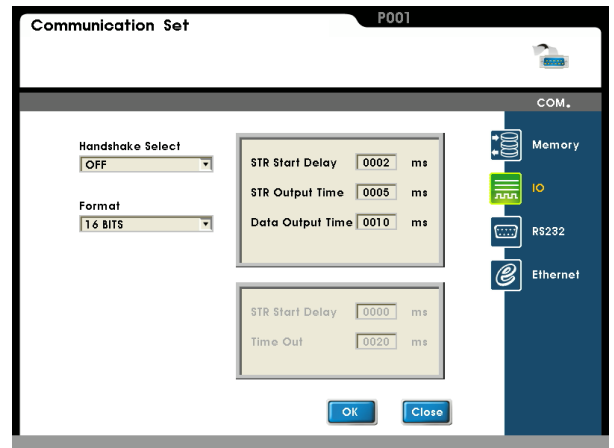 Communication Set
P001
COM.
Handshake Select
OFF
Format
16 BITS
STR Start Delay 0002 ms
STR Output Time 0005 ms
Data Output Time 0010 ms
STR Start Delay 0000 ms
Time Out 0020 ms
Memory
IO
RS232
Ethernet
OK
Close